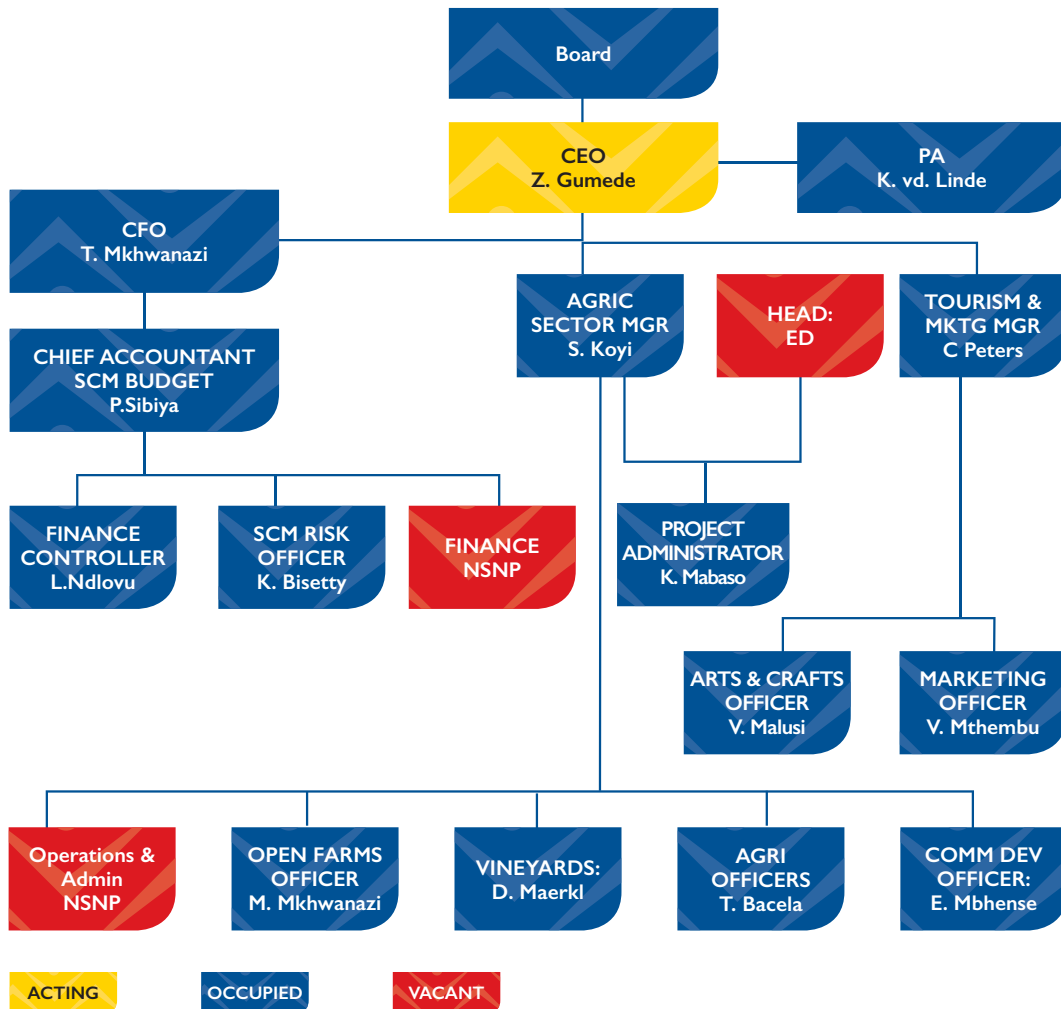 Board
CEO
Z. Gumede
PA
K. vd. Linde
CFO
T. Mkhwanazi
AGRIC
SECTOR MGR
S. Koyi
HEAD:
ED
TOURISM &
MKTG MGR
C Peters
CHIEF ACCOUNTANT
SCM BUDGET
P.Sibiya
FINANCE
CONTROLLER
L.Ndlovu
SCM RISK
OFFICER
K. Bisetty
FINANCE
NSNP
PROJECT
ADMINISTRATOR
K. Mabaso
ARTS & CRAFTS
OFFICER
V. Malusi
MARKETING
OFFICER
V. Mthembu
Operations &
Admin
NSNP
OPEN FARMS
OFFICER
M. Mkhwanazi
VINEYARDS:
D. Maerkl
AGRI
OFFICERS
T. Bacela
COMM DEV
OFFICER:
E. Mbhense
ACTING
OCCUPIED
VACANT